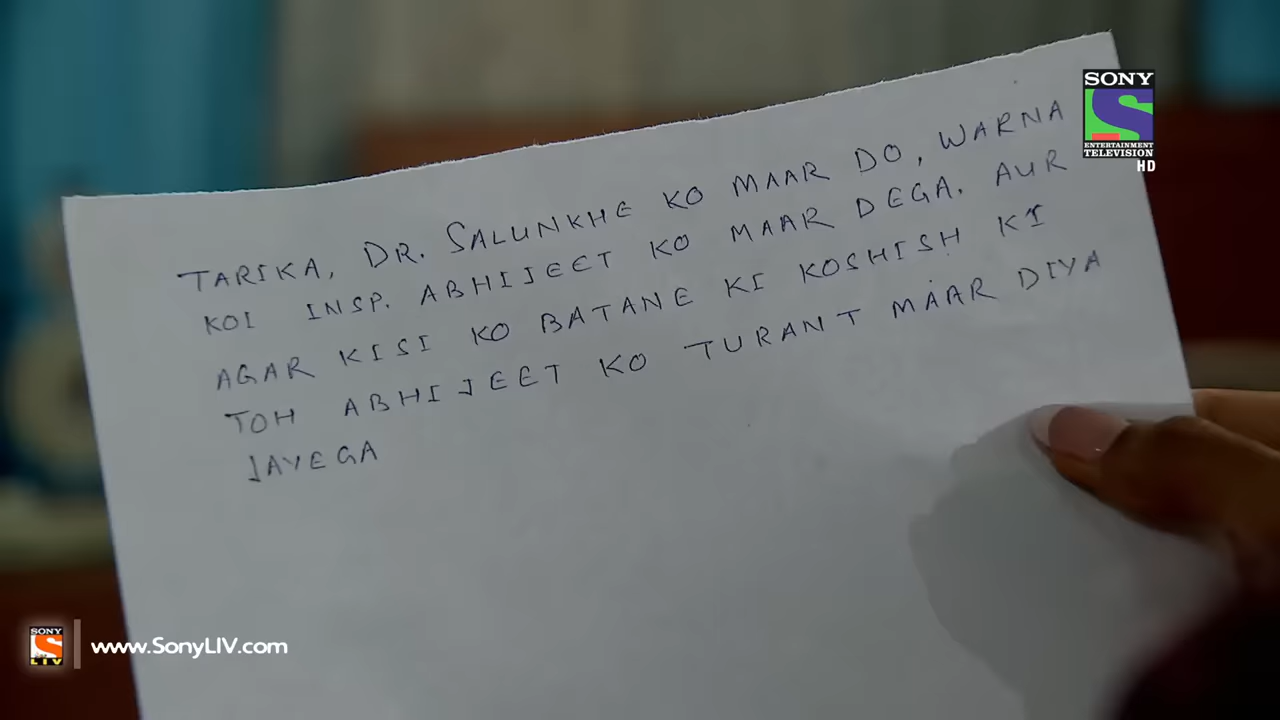 SONY
ENTERTAINMENT
TELEVISION
HD
TARIKA, DR. SALUNKHE KO MAAR DO, WARNA
KOI INSP. ABHIJEET KO MAAR DEGA. AUR
AGAR KISI KO BATANE KI KOSHISH KI
TOH ABHIJEET KO TURANT MAAR DIYA
JAYEGA
SONY
LIV
www.SonyLIV.com